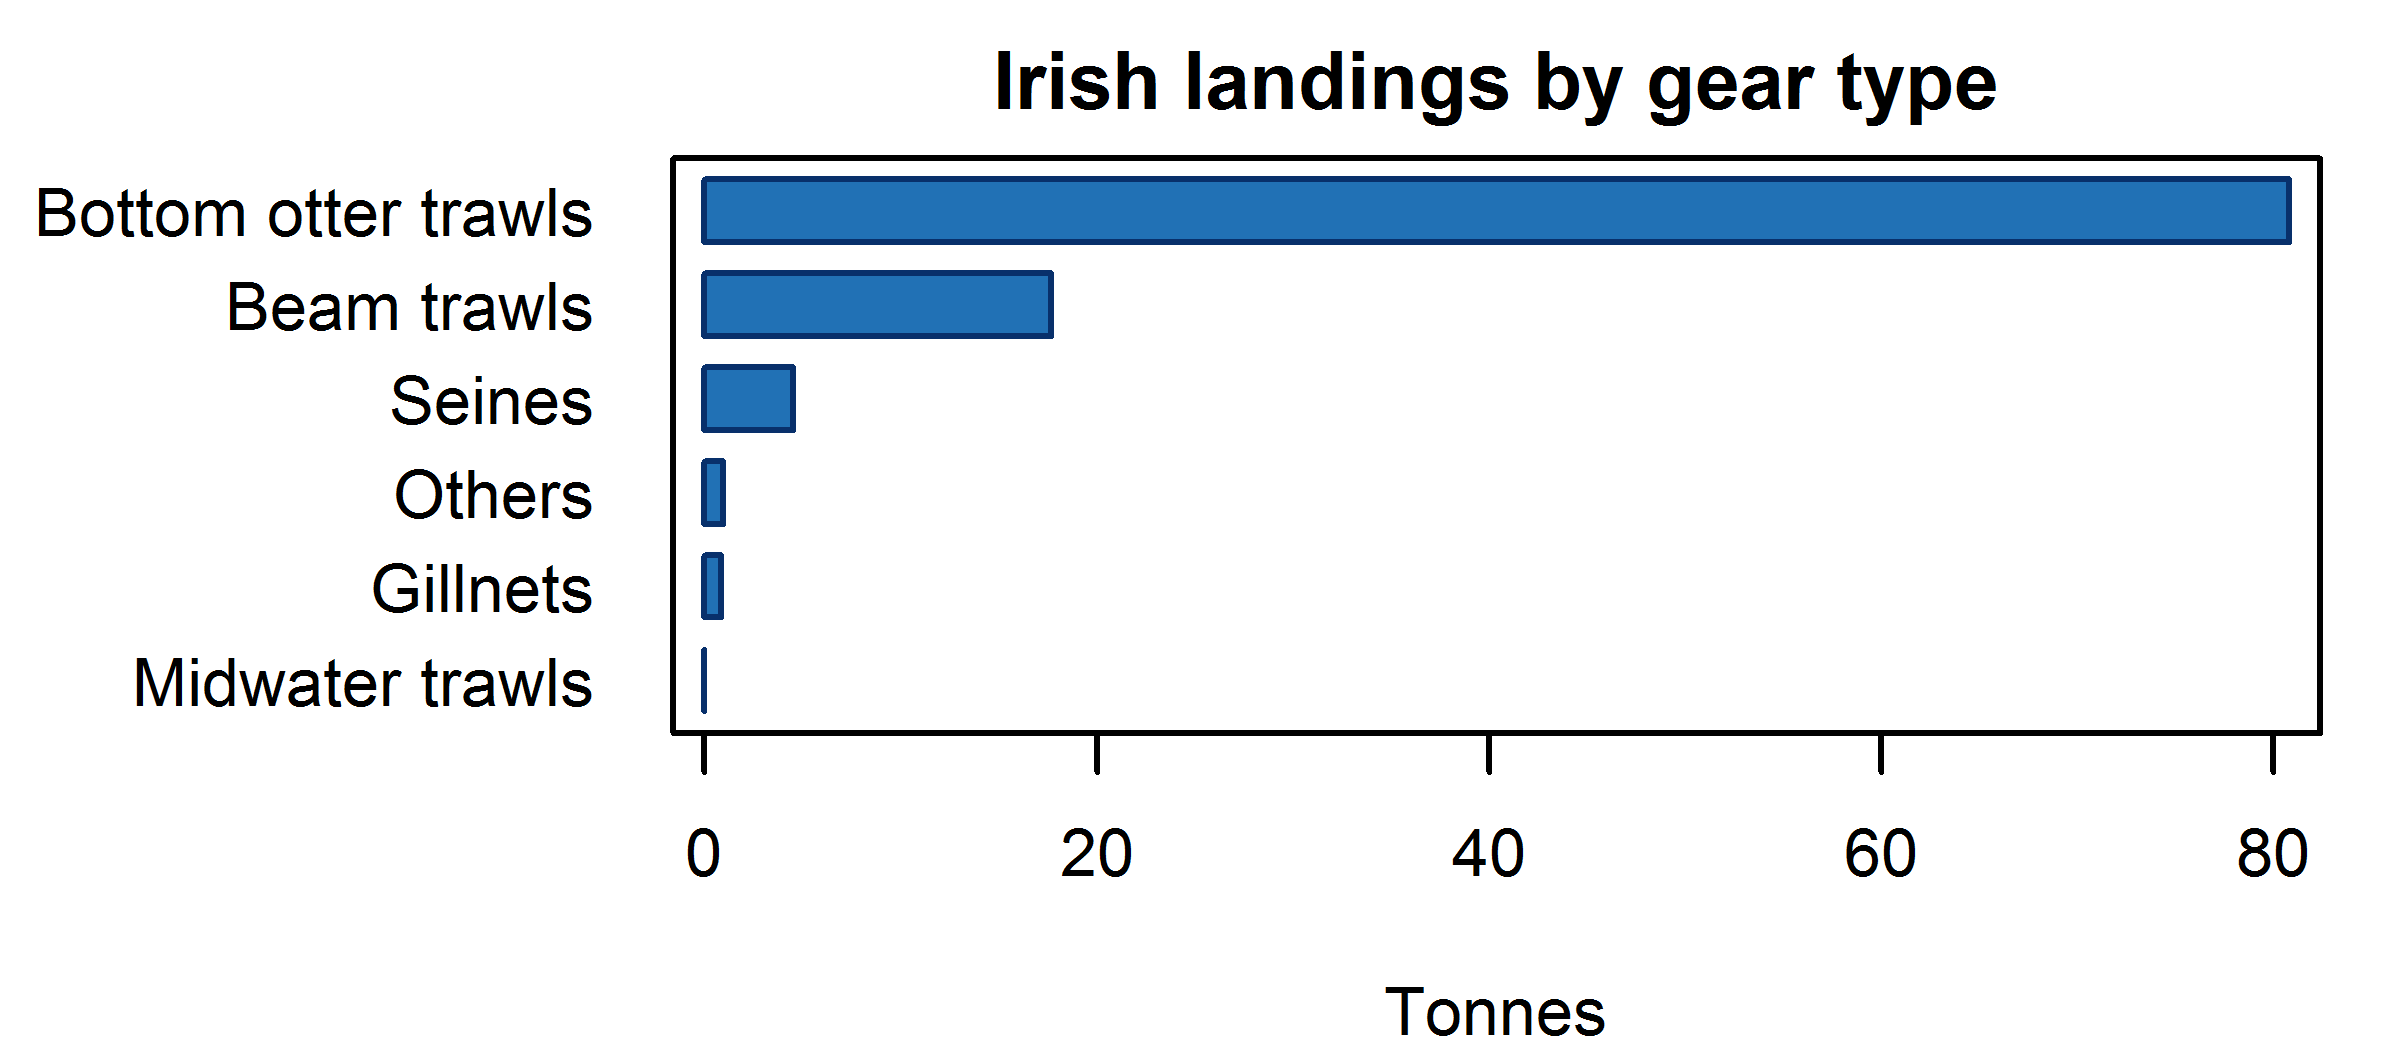 Irish landings by gear type
Bottom otter trawls
Beam trawls
Seines
Others
Gillnets
Midwater trawls
0 20 40 60 80
Tonnes